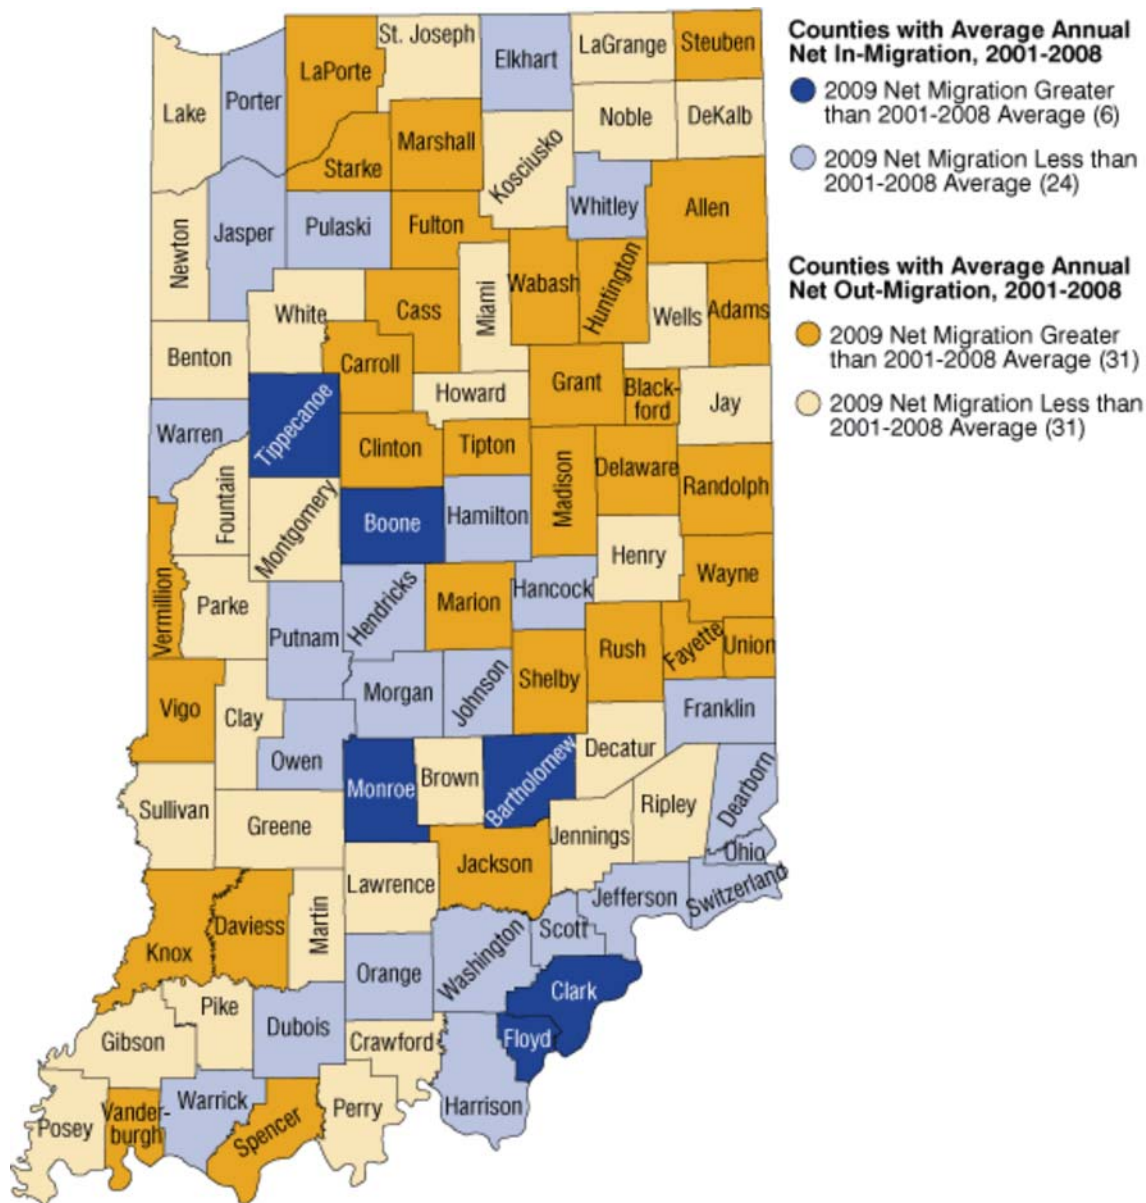 Counties with Average Annual
Net In-Migration, 2001-2008
2009 Net Migration Greater
than 2001-2008 Average (6)
2009 Net Migration Less than
2001-2008 Average (24)
Counties with Average Annual
Net Out-Migration, 2001-2008
2009 Net Migration Greater
than 2001-2008 Average (31)
2009 Net Migration Less than
2001-2008 Average (31)
St. Joseph
LaGrange
Steuben
Elkhart
LaPorte
Porter
Lake
Noble
DeKalb
Marshall
Kosciusko
Starke
Whitley
Allen
Newton
Jasper
Pulaski
Fulton
Wabash
Huntington
Miami
White
Cass
Wells
Adams
Benton
Carroll
Howard
Grant
Black-
ford
Jay
Warren
Tippecanoe
Clinton
Tipton
Madison
Delaware
Randolph
Fountain
Montgomery
Boone
Hamilton
Henry
Wayne
Vermillion
Parke
Putnam
Hendricks
Marion
Hancock
Rush
Fayette
Union
Vigo
Clay
Morgan
Johnson
Shelby
Franklin
Owen
Monroe
Brown
Bartholomew
Decatur
Dearborn
Sullivan
Greene
Jennings
Ripley
Ohio
Jackson
Lawrence
Jefferson
Switzerland
Knox
Daviess
Martin
Orange
Washington
Scott
Clark
Pike
Gibson
Dubois
Crawford
Floyd
Posey
Vander-
burgh
Warrick
Spencer
Perry
Harrison